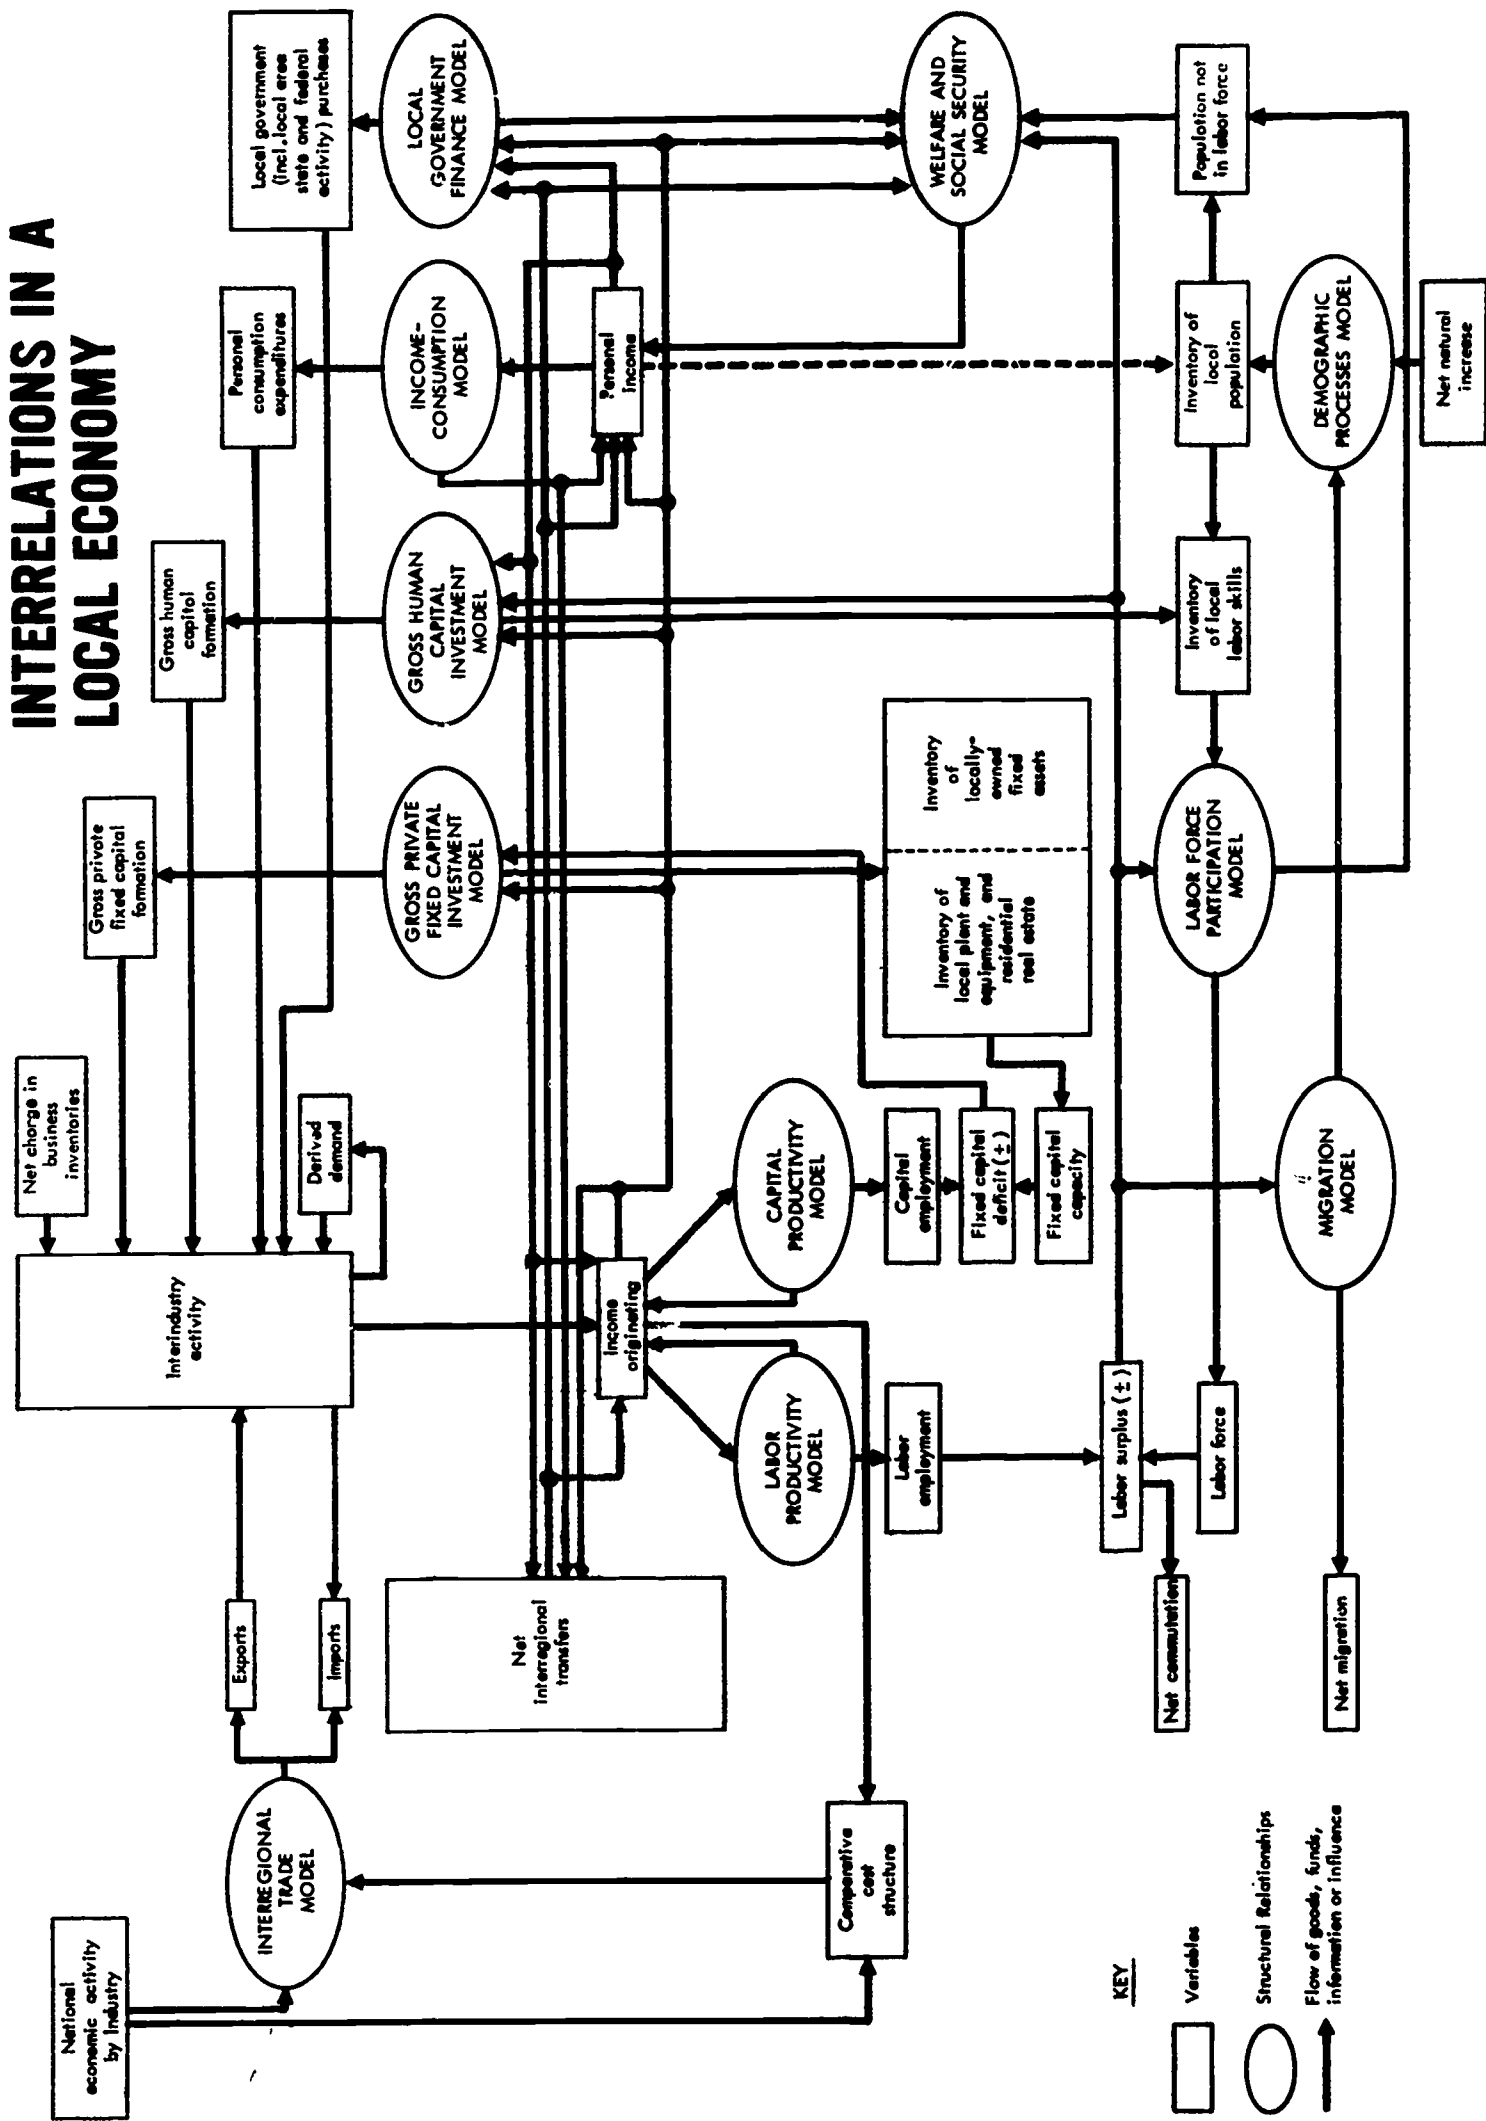 INTERRELATIONS IN A
LOCAL ECONOMY
National
economic activity
by Industry
INTERREGIONAL
TRADE
MODEL
Exports
Imports
Interindustry
activity
Net charge in
business
inventories
Derived
demand
Gross private
fixed capital
formation
Gross human
capitol
formation
Personal
consumption
expenditures
Local government
(incl. local area
state and federal
activity) purchases
GROSS PRIVATE
FIXED CAPITAL
INVESTMENT
MODEL
GROSS HUMAN
CAPITAL
INVESTMENT
MODEL
INCOME-
CONSUMPTION
MODEL
LOCAL
GOVERNMENT
FINANCE MODEL
Net
interregional
transfers
Income
originating
Personal
income
LABOR
PRODUCTIVITY
MODEL
CAPITAL
PRODUCTIVITY
MODEL
Comparative
cost
structure
Labor
employment
Capital
employment
Fixed capital
deficit (±)
Fixed capital
capacity
Inventory of
local plant and
equipment, and
residential
real estate
Inventory
of
locally-
owned
fixed
assets
WELFARE AND
SOCIAL SECURITY
MODEL
Labor surplus (±)
Net commutation
Labor force
LABOR FORCE
PARTICIPATION
MODEL
Inventory
of local
labor skills
Inventory of
locol
population
Population not
in labor force
Net migration
MIGRATION
MODEL
DEMOGRAPHIC
PROCESSES MODEL
Net natural
increase
KEY
Variables
Structural Relationships
Flow of goods, funds,
information or influence